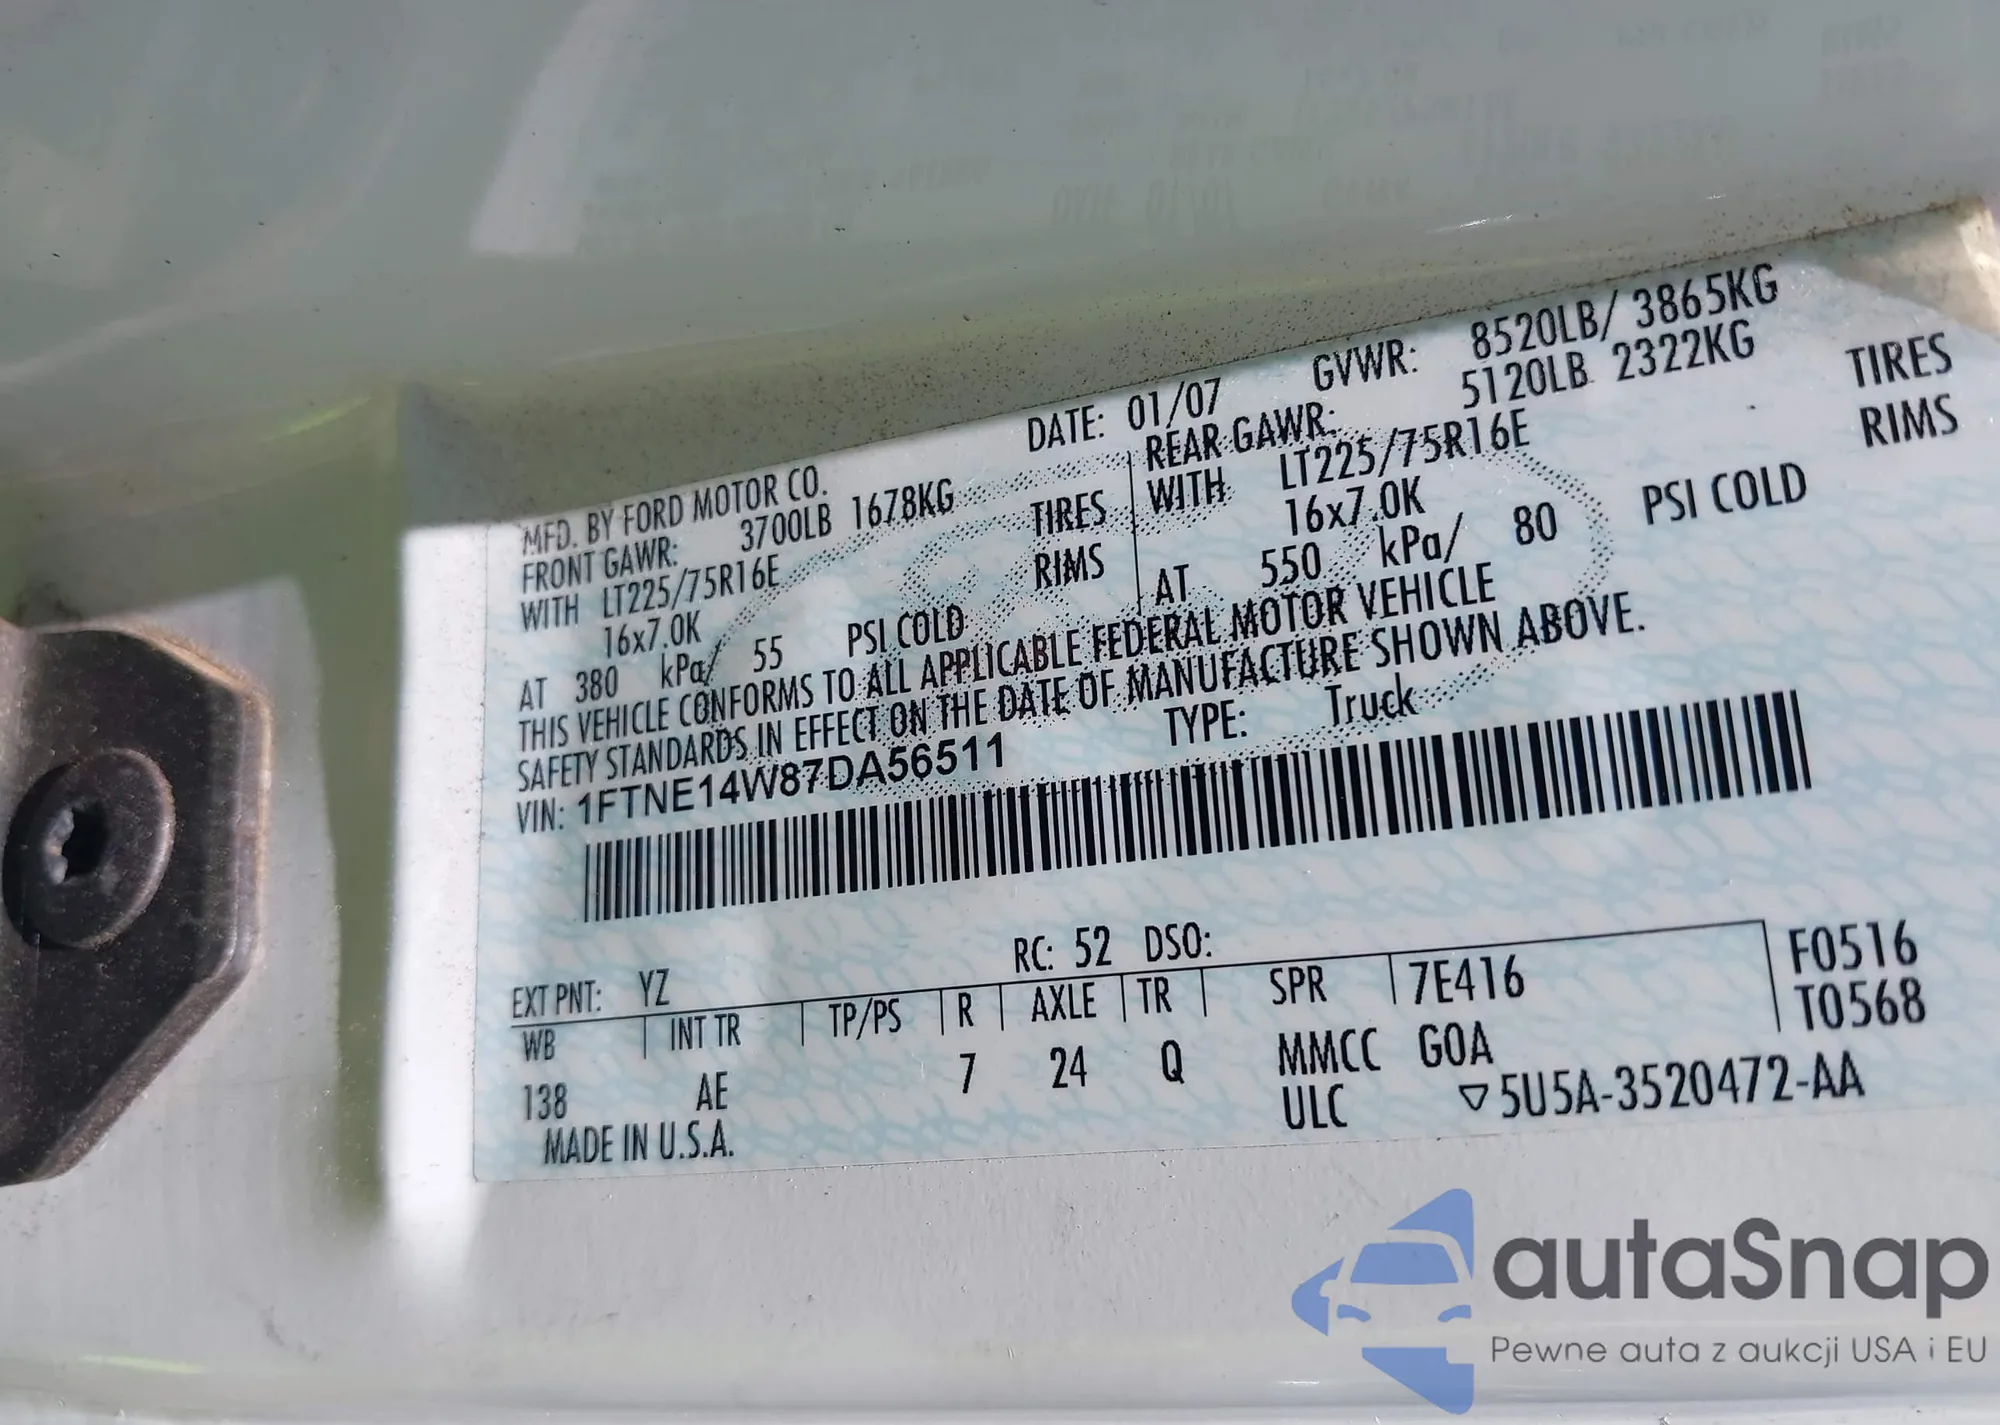 MFD. BY FORD MOTOR CO.
DATE: 01/07 GVWR: 8520LB/ 3865KG
FRONT GAWR: 3700LB 1678KG REAR GAWR: 5120LB 2322KG
WITH LT225/75R16E TIRES WITH LT225/75R16E TIRES
16x7.0K RIMS 16x7.0K RIMS
AT 380 kPa/ 55 PSI COLD AT 550 kPa/ 80 PSI COLD
THIS VEHICLE CONFORMS TO ALL APPLICABLE FEDERAL MOTOR VEHICLE
SAFETY STANDARDS IN EFFECT ON THE DATE OF MANUFACTURE SHOWN ABOVE.
VIN: 1FTNE14W87DA56511 TYPE: Truck
EXT PNT: YZ RC: 52 DSO: F0516
WB INT TR TP/PS R AXLE TR SPR 7E416 T0568
138 AE 7 24 Q MMCC GOA
MADE IN U.S.A. ULC ▽5U5A-3520472-AA
autaSnap
Pewne auta z aukcji USA i EU